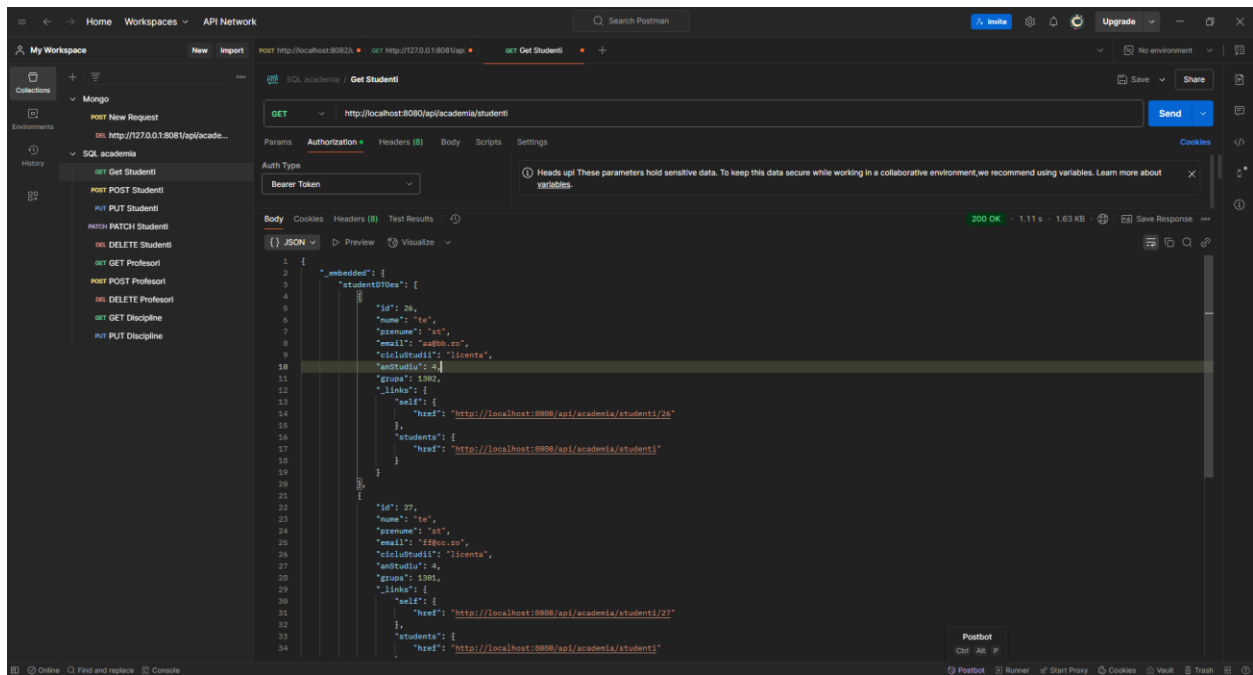 Home Workspaces API Network Search Postman Invite Upgrade
My Workspace New Import POST http://localhost:8082/ GET http://127.0.0.1:8081/api GET Get Studenti No environment
Collections
Environments
History
Mongo
POST New Request
DEL http://127.0.0.1:8081/api/acade...
SQL academia
GET Get Studenti
POST POST Studenti
PUT PUT Studenti
PATCH PATCH Studenti
DEL DELETE Studenti
GET GET Profesori
POST POST Profesori
DEL DELETE Profesori
GET GET Discipline
PUT PUT Discipline
SQL academia / Get Studenti Save Share
GET http://localhost:8080/api/academia/studenti Send
Params Authorization Headers (8) Body Scripts Settings Cookies
Auth Type
Bearer Token
Heads up! These parameters hold sensitive data. To keep this data secure while working in a collaborative environment,we recommend using variables. Learn more about
variables.
Body Cookies Headers (8) Test Results 200 OK 1.11 s 1.63 KB Save Response
{} JSON Preview Visualize
1 {
2 "_embedded": {
3 "studentDTOes": [
4 {
5 "id": 26,
6 "nume": "te",
7 "prenume": "st",
8 "email": "aa@bb.ro",
9 "cicluStudii": "licenta",
10 "anStudiu": 4,
11 "grupa": 1302,
12 "_links": {
13 "self": {
14 "href": "http://localhost:8080/api/academia/studenti/26"
15 },
16 "students": {
17 "href": "http://localhost:8080/api/academia/studenti"
18 }
19 }
20 },
21 {
22 "id": 27,
23 "nume": "te",
24 "prenume": "st",
25 "email": "ff@cc.ro",
26 "cicluStudii": "licenta",
27 "anStudiu": 4,
28 "grupa": 1301,
29 "_links": {
30 "self": {
31 "href": "http://localhost:8080/api/academia/studenti/27"
32 },
33 "students": {
34 "href": "http://localhost:8080/api/academia/studenti"
Postbot
Ctrl Alt P
Online Find and replace Console Postbot Runner Start Proxy Cookies Vault Trash